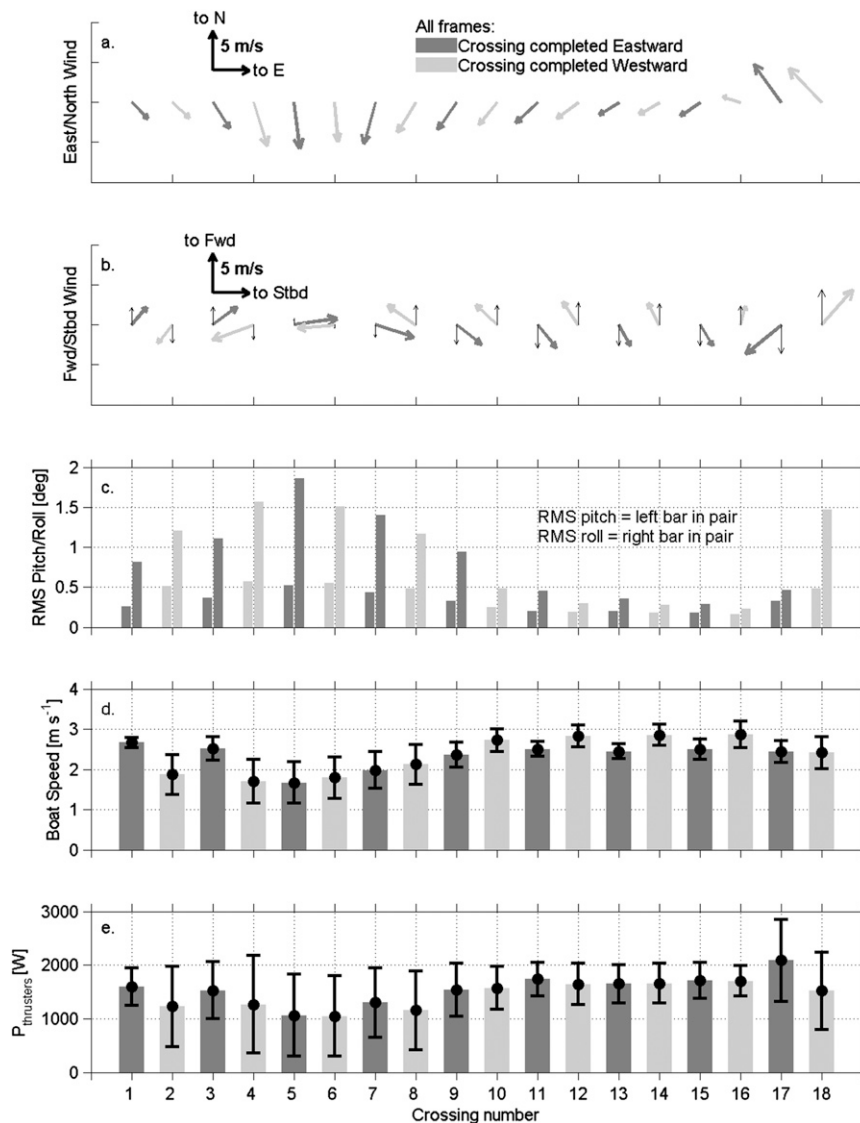 a.
to N
5 m/s
to E
All frames:
Crossing completed Eastward
Crossing completed Westward
East/North Wind
b.
to Fwd
5 m/s
to Stbd
Fwd/Stbd Wind
c.
2
1.5
1
0.5
0
RMS Pitch/Roll [deg]
RMS pitch = left bar in pair
RMS roll = right bar in pair
d.
4
3
2
1
0
Boat Speed [m s⁻¹]
e.
3000
2000
1000
0
P_thrusters [W]
1 2 3 4 5 6 7 8 9 10 11 12 13 14 15 16 17 18
Crossing number